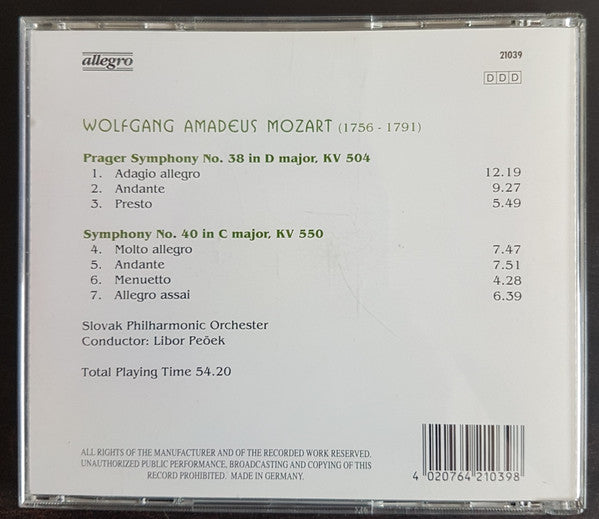 allegro
21039
DDD
WOLFGANG AMADEUS MOZART (1756 - 1791)
Prager Symphony No. 38 in D major, KV 504
1. Adagio allegro 12.19
2. Andante 9.27
3. Presto 5.49
Symphony No. 40 in C major, KV 550
4. Molto allegro 7.47
5. Andante 7.51
6. Menuetto 4.28
7. Allegro assai 6.39
Slovak Philharmonic Orchester
Conductor: Libor Peŏek
Total Playing Time 54.20
ALL RIGHTS OF THE MANUFACTURER AND OF THE RECORDED WORK RESERVED.
UNAUTHORIZED PUBLIC PERFORMANCE, BROADCASTING AND COPYING OF THIS
RECORD PROHIBITED. MADE IN GERMANY.
4 020764 210398